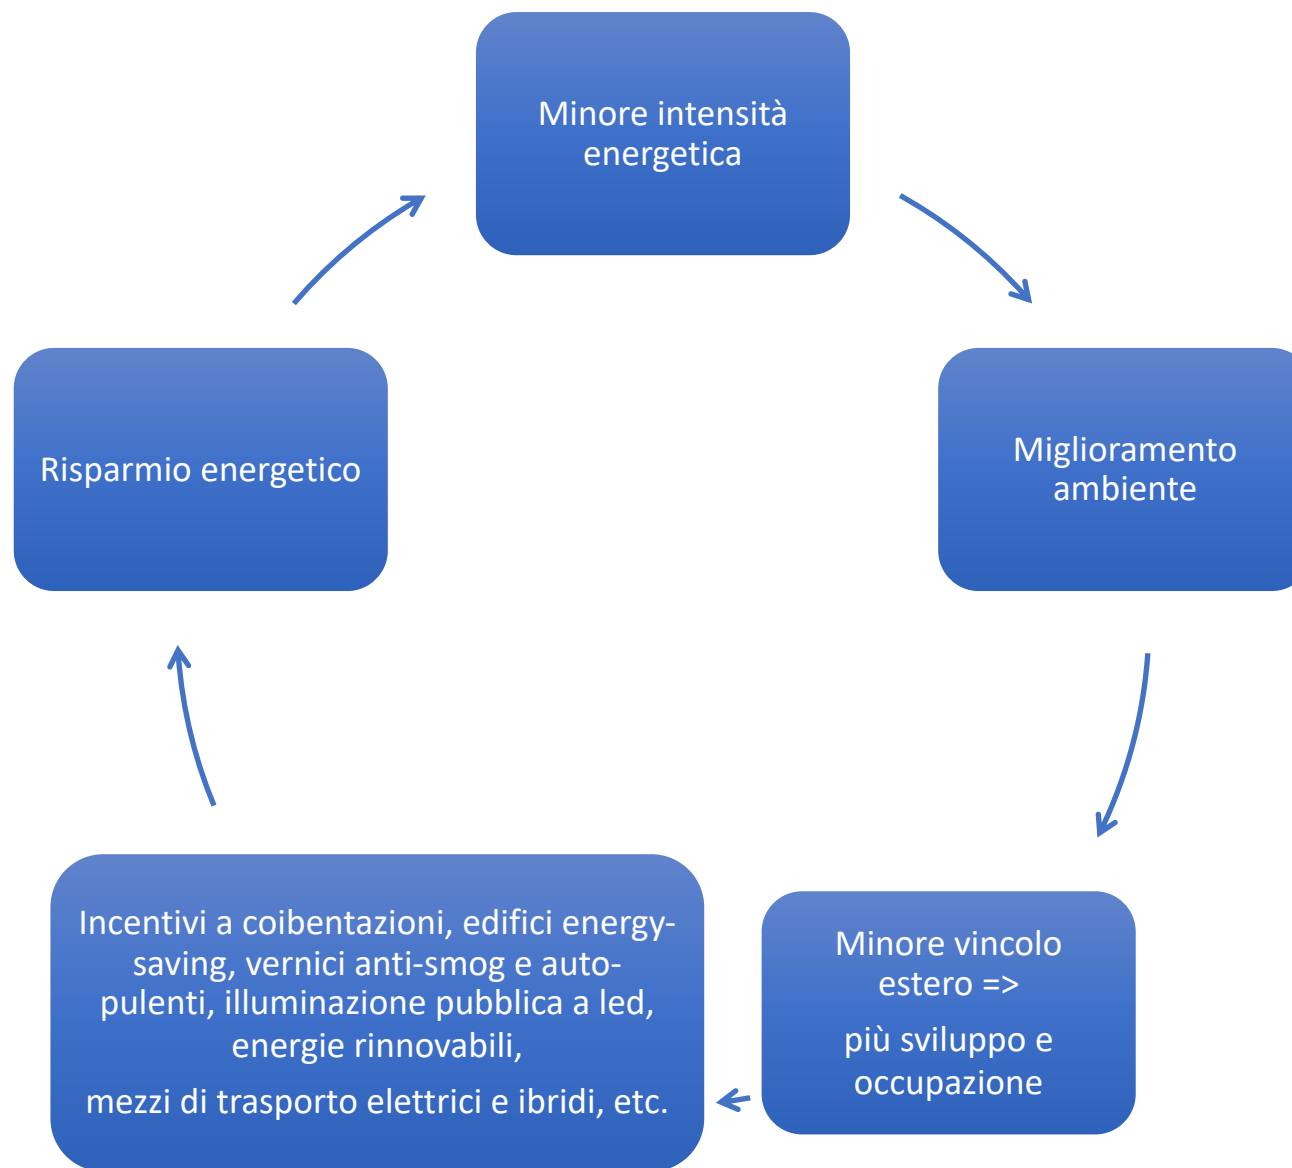 Minore intensità
energetica
Miglioramento
ambiente
Minore vincolo
estero =>
più sviluppo e
occupazione
Incentivi a coibentazioni, edifici energy-
saving, vernici anti-smog e auto-
pulenti, illuminazione pubblica a led,
energie rinnovabili,
mezzi di trasporto elettrici e ibridi, etc.
Risparmio energetico